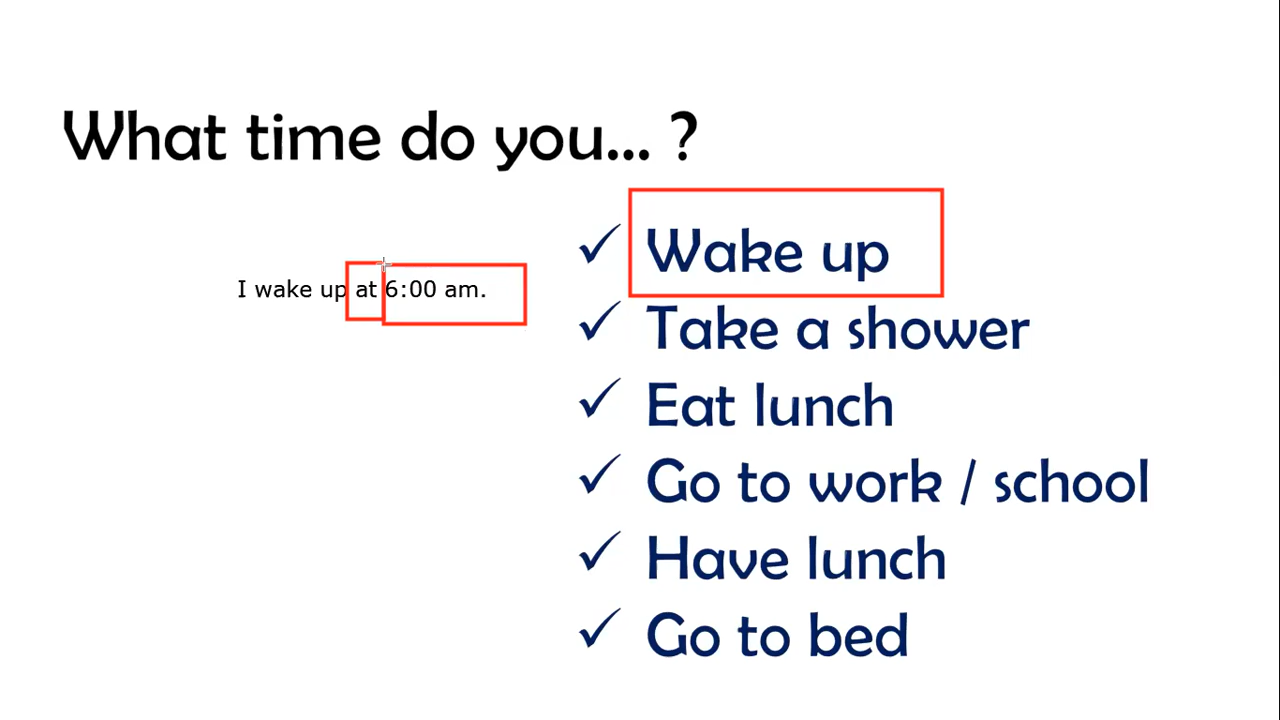 What time do you... ?
I wake up at 6:00 am.
Wake up
Take a shower
Eat lunch
Go to work / school
Have lunch
Go to bed